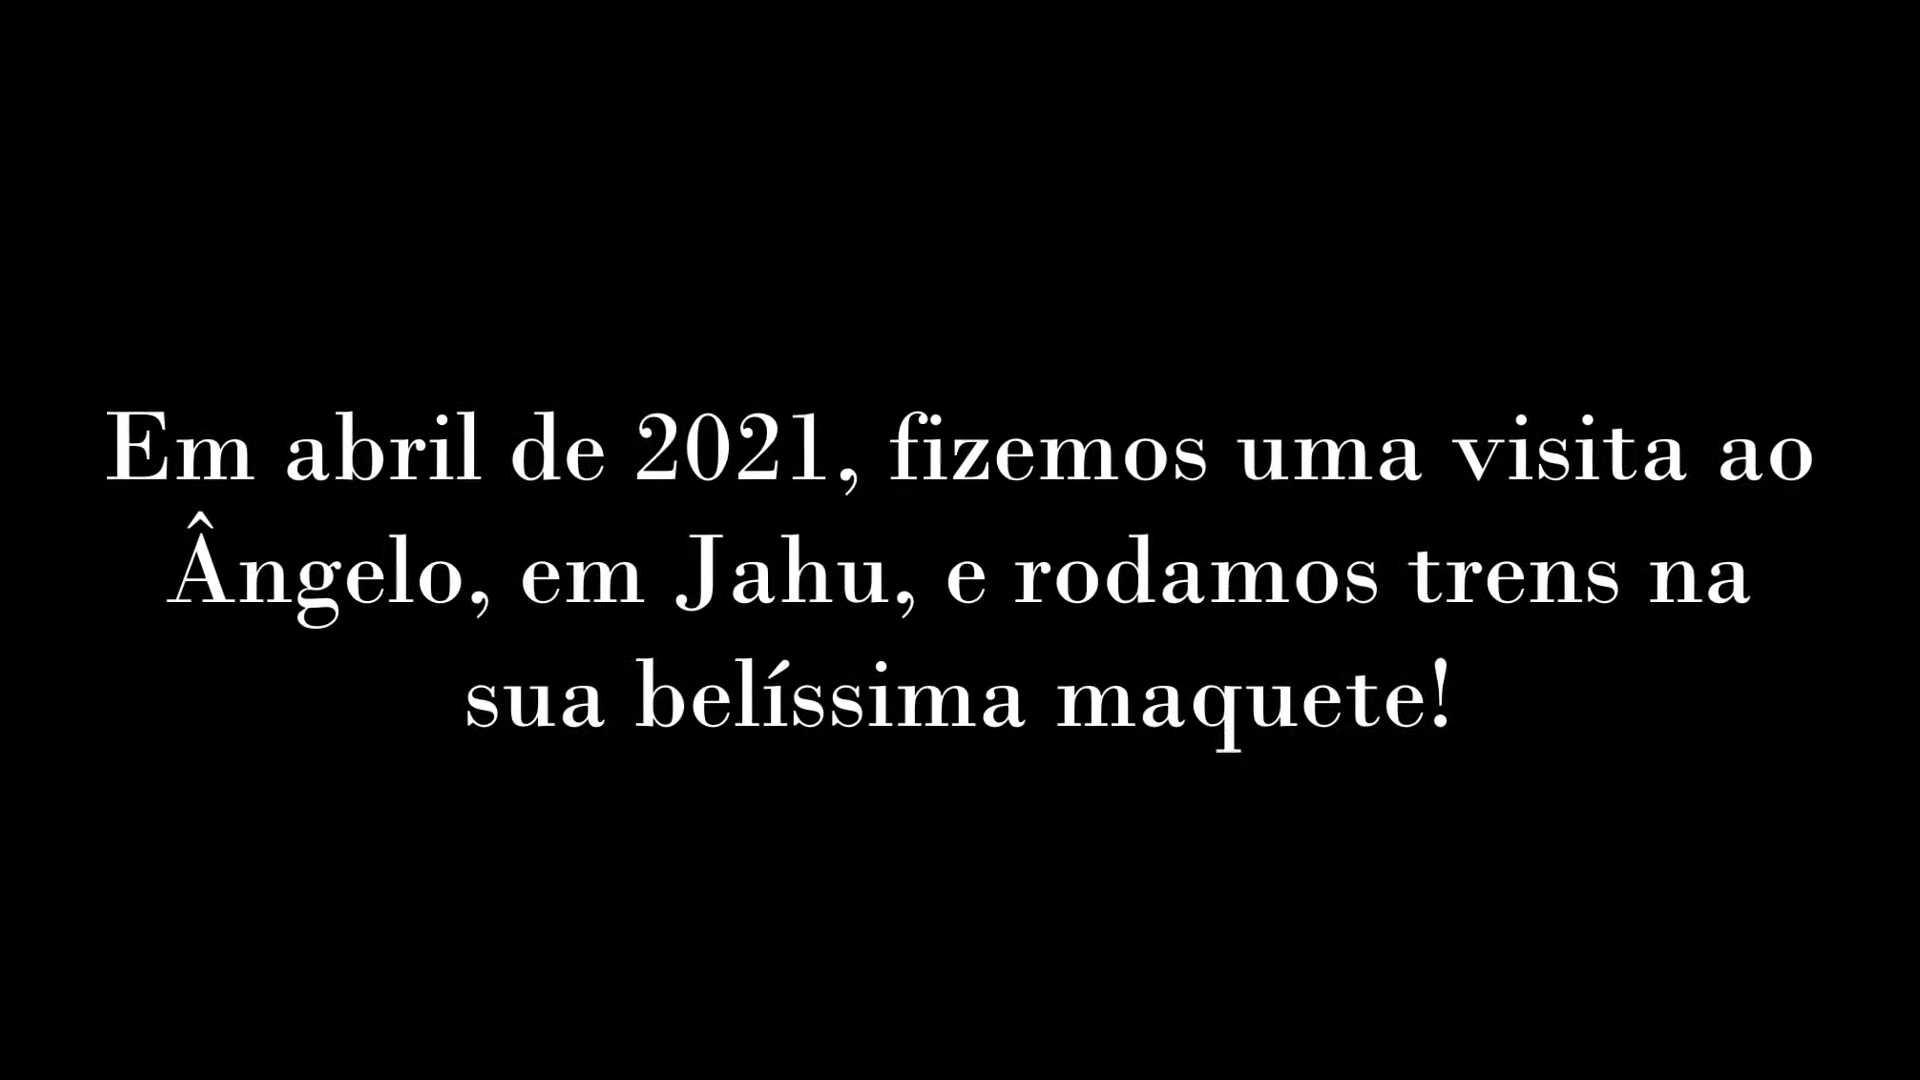 Em abril de 2021, fizemos uma visita ao
Ângelo, em Jahu, e rodamos trens na
sua belíssima maquete!